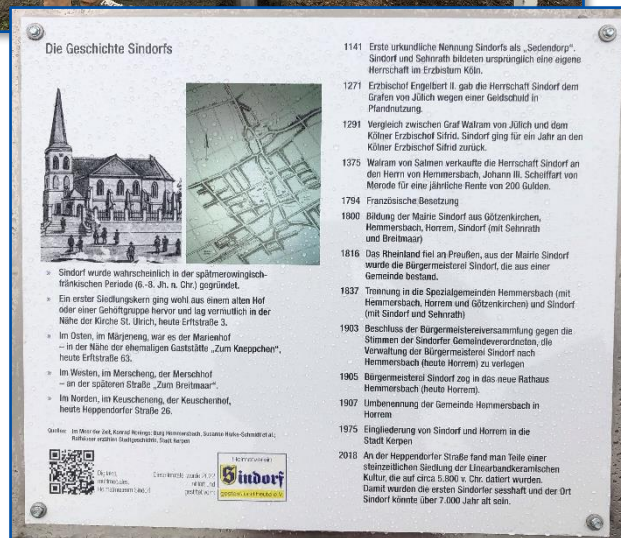 Die Geschichte Sindorfs
» Sindorf wurde wahrscheinlich in der spätmerowingisch-
fränkischen Periode (6.-8. Jh. n. Chr.) gegründet.
» Ein erster Siedlungskern ging wohl aus einem alten Hof
oder einer Gehöftgruppe hervor und lag vermutlich in der
Nähe der Kirche St. Ulrich, heute Erftstraße 3.
» Im Osten, im Märjeneng, war es der Marienhof
– in der Nähe der ehemaligen Gaststätte „Zum Kneppchen“,
heute Erftstraße 63.
» Im Westen, im Merscheng, der Merschhof
– an der späteren Straße „Zum Breitmaar“.
» Im Norden, im Keuscheneng, der Keuschenhof,
heute Heppendorfer Straße 26.
Quellen: Burg Hemmersbach, Susanne
Rathäuser erzählen Stadtgeschichte, Stadt Kerpen
Heimatverein
Sindorf
1141 Erste urkundliche Nennung Sindorfs als „Sedendorp“.
Sindorf und Sehnrath bildeten ursprünglich eine eigene
Herrschaft im Erzbistum Köln.
1271 Erzbischof Engelbert II. gab die Herrschaft Sindorf dem
Grafen von Jülich wegen einer Geldschuld in
Pfandnutzung.
1291 Vergleich zwischen Graf Walram von Jülich und dem
Kölner Erzbischof Sifrid. Sindorf ging für ein Jahr an den
Kölner Erzbischof Sifrid zurück.
1375 Walram von Salmen verkaufte die Herrschaft Sindorf an
den Herrn von Hemmersbach, Johann III. Scheiffart von
Merode für eine jährliche Rente von 200 Gulden.
1794 Französische Besetzung
1800 Bildung der Mairie Sindorf aus Götzenkirchen,
Hemmersbach, Horrem, Sindorf (mit Sehnrath
und Breitmaar)
1816 Das Rheinland fiel an Preußen, aus der Mairie Sindorf
wurde die Bürgermeisterei Sindorf, die aus einer
Gemeinde bestand.
1837 Trennung in die Spezialgemeinden Hemmersbach (mit
Hemmersbach, Horrem und Götzenkirchen) und Sindorf
(mit Sindorf und Sehnrath)
1903 Beschluss der Bürgermeistereiversammlung gegen die
Stimmen der Sindorfer Gemeindeverordneten, die
Verwaltung der Bürgermeisterei Sindorf nach
Hemmersbach (heute Horrem) zu verlegen
1905 Bürgermeisterei Sindorf zog in das neue Rathaus
Hemmersbach (heute Horrem).
1907 Umbenennung der Gemeinde Hemmersbach in
Horrem
1975 Eingliederung von Sindorf und Horrem in die
Stadt Kerpen
2018 An der Heppendorfer Straße fand man Teile einer
steinzeitlichen Siedlung der Linearbandkeramischen
Kultur, die auf circa 5.800 v. Chr. datiert wurden.
Damit wurden die ersten Sindorfer sesshaft und der Ort
Sindorf könnte über 7.000 Jahr alt sein.